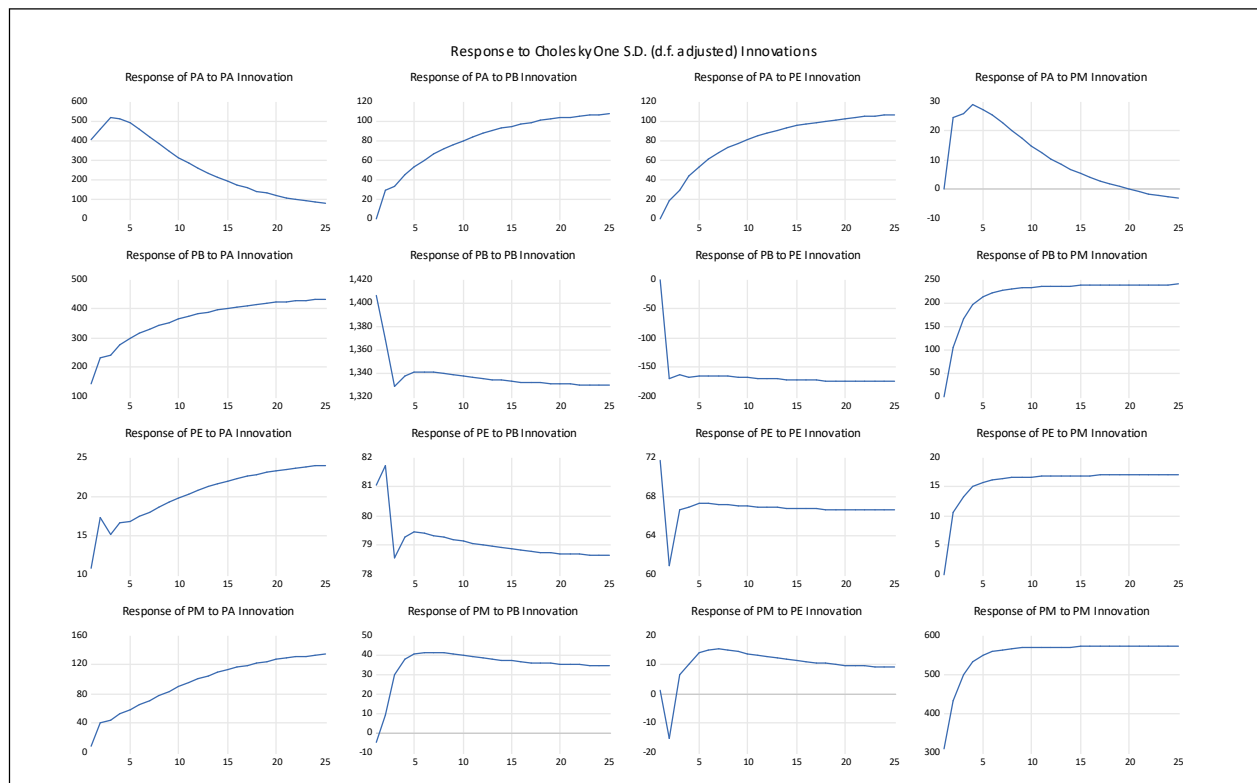 Response to Cholesky One S.D. (d.f. adjusted) Innovations
Response of PA to PA Innovation
600
500
400
300
200
100
0
5 10 15 20 25
Response of PA to PB Innovation
120
100
80
60
40
20
0
5 10 15 20 25
Response of PA to PE Innovation
120
100
80
60
40
20
0
5 10 15 20 25
Response of PA to PM Innovation
30
20
10
0
-10
5 10 15 20 25
Response of PB to PA Innovation
500
400
300
200
100
5 10 15 20 25
Response of PB to PB Innovation
1,420
1,400
1,380
1,360
1,340
1,320
5 10 15 20 25
Response of PB to PE Innovation
0
-50
-100
-150
-200
5 10 15 20 25
Response of PB to PM Innovation
250
200
150
100
50
0
5 10 15 20 25
Response of PE to PA Innovation
25
20
15
10
5 10 15 20 25
Response of PE to PB Innovation
82
81
80
79
78
5 10 15 20 25
Response of PE to PE Innovation
72
68
64
60
5 10 15 20 25
Response of PE to PM Innovation
20
15
10
5
0
5 10 15 20 25
Response of PM to PA Innovation
160
120
80
40
0
5 10 15 20 25
Response of PM to PB Innovation
50
40
30
20
10
0
-10
5 10 15 20 25
Response of PM to PE Innovation
20
10
0
-10
-20
5 10 15 20 25
Response of PM to PM Innovation
600
500
400
300
5 10 15 20 25